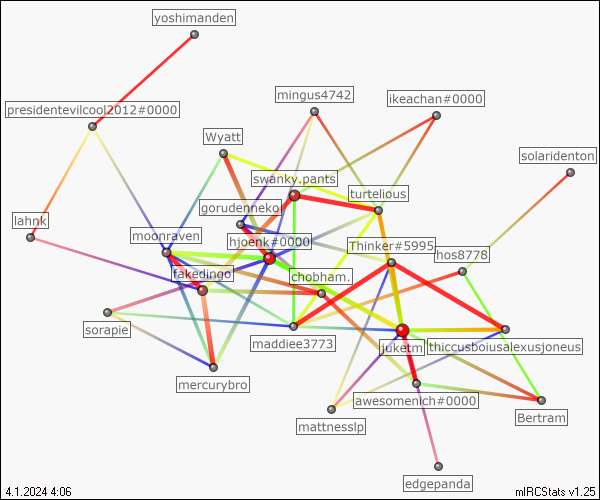 yoshimanden
mingus4742
ikeachan#0000
presidentevilcool2012#0000
Wyatt
solaridenton
swanky.pants
turtelious
gorudenneko
lahnk
moonraven
hjoenk#0000
Thinker#5995
hos8778
fakedingo
chobham.
sorapie
maddiee3773
ijuketm
thiccusboiusalexusjoneus
mercurybro
awesomenich#0000
mattnesslp
Bertram
edgepanda
4.1.2024 4:06
mIRCStats v1.25